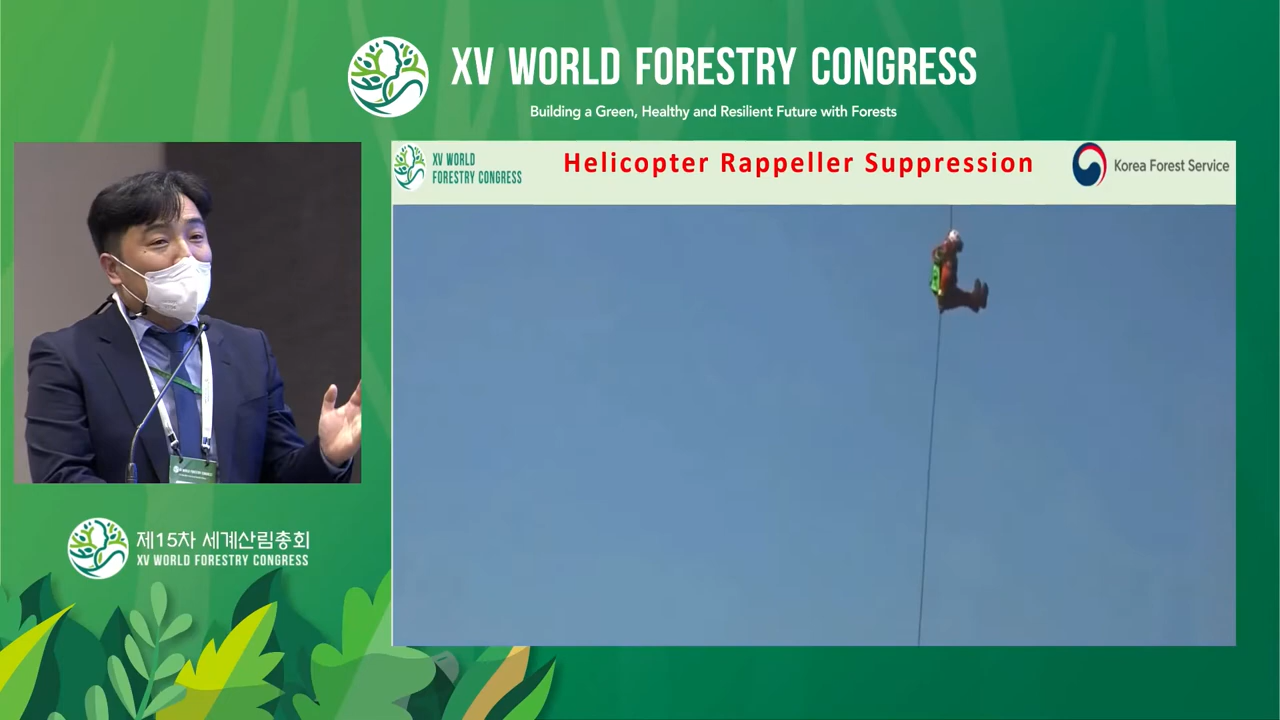 XV WORLD FORESTRY CONGRESS
Building a Green, Healthy and Resilient Future with Forests
XV WORLD
FORESTRY CONGRESS
Helicopter Rappeller Suppression
Korea Forest Service
제15차 세계산림총회
XV WORLD FORESTRY CONGRESS